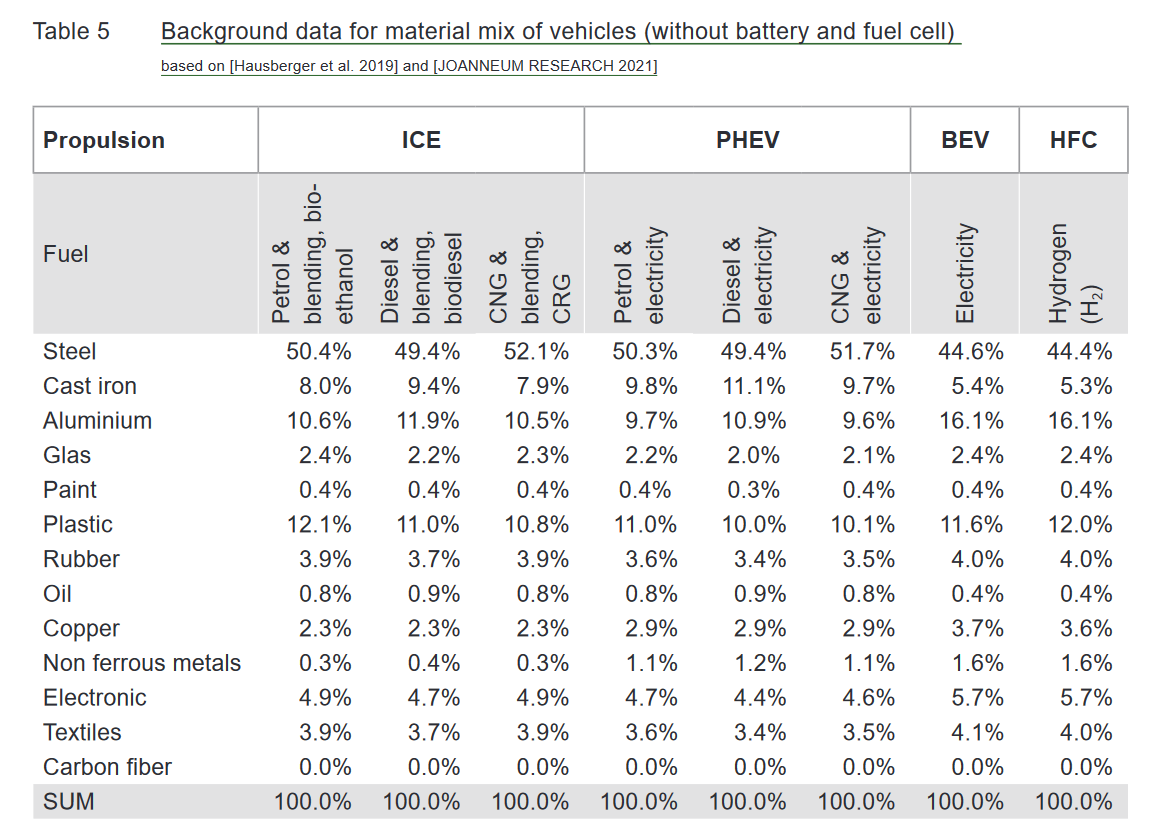 Table 5 Background data for material mix of vehicles (without battery and fuel cell)
based on [Hausberger et al. 2019] and [JOANNEUM RESEARCH 2021]
Propulsion ICE PHEV BEV HFC
Fuel
Petrol &
blending, bio-
ethanol
Diesel &
blending,
biodiesel
CNG &
blending,
CRG
Petrol &
electricity
Diesel &
electricity
CNG &
electricity
Electricity
Hydrogen
(H₂)
Steel 50.4% 49.4% 52.1% 50.3% 49.4% 51.7% 44.6% 44.4%
Cast iron 8.0% 9.4% 7.9% 9.8% 11.1% 9.7% 5.4% 5.3%
Aluminium 10.6% 11.9% 10.5% 9.7% 10.9% 9.6% 16.1% 16.1%
Glas 2.4% 2.2% 2.3% 2.2% 2.0% 2.1% 2.4% 2.4%
Paint 0.4% 0.4% 0.4% 0.4% 0.3% 0.4% 0.4% 0.4%
Plastic 12.1% 11.0% 10.8% 11.0% 10.0% 10.1% 11.6% 12.0%
Rubber 3.9% 3.7% 3.9% 3.6% 3.4% 3.5% 4.0% 4.0%
Oil 0.8% 0.9% 0.8% 0.8% 0.9% 0.8% 0.4% 0.4%
Copper 2.3% 2.3% 2.3% 2.9% 2.9% 2.9% 3.7% 3.6%
Non ferrous metals 0.3% 0.4% 0.3% 1.1% 1.2% 1.1% 1.6% 1.6%
Electronic 4.9% 4.7% 4.9% 4.7% 4.4% 4.6% 5.7% 5.7%
Textiles 3.9% 3.7% 3.9% 3.6% 3.4% 3.5% 4.1% 4.0%
Carbon fiber 0.0% 0.0% 0.0% 0.0% 0.0% 0.0% 0.0% 0.0%
SUM 100.0% 100.0% 100.0% 100.0% 100.0% 100.0% 100.0% 100.0%